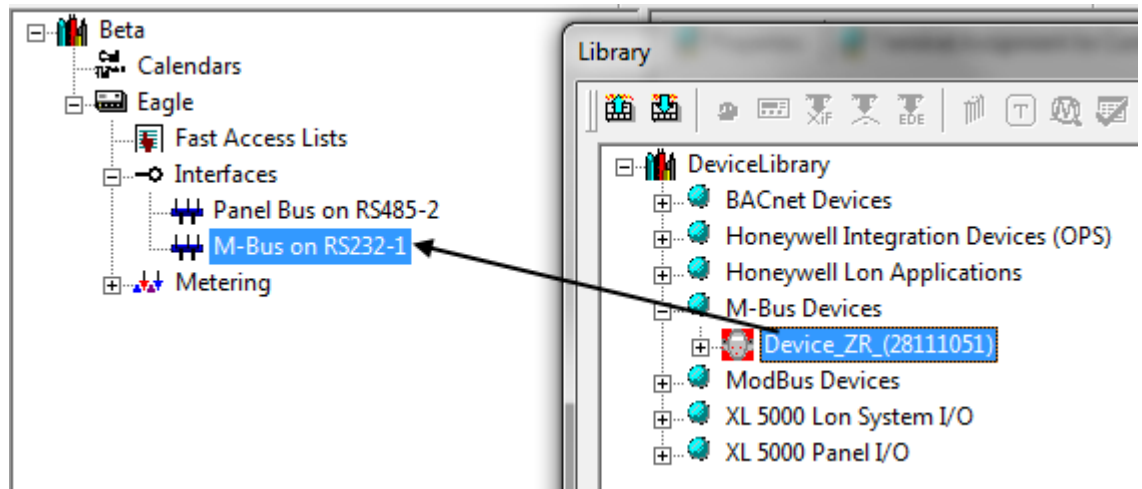 Beta
Calendars
Eagle
Fast Access Lists
Interfaces
Panel Bus on RS485-2
M-Bus on RS232-1
Metering
Library
XIF
EDE
T
DeviceLibrary
BACnet Devices
Honeywell Integration Devices (OPS)
Honeywell Lon Applications
M-Bus Devices
Device_ZR_(28111051)
ModBus Devices
XL 5000 Lon System I/O
XL 5000 Panel I/O